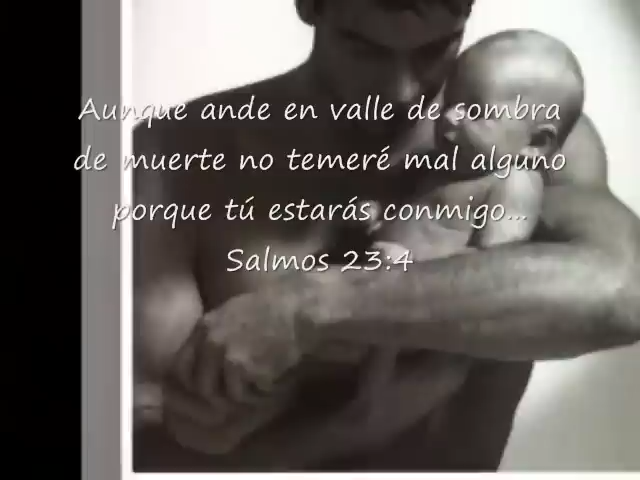 Aunque ande en valle de sombra
de muerte no temeré mal alguno
porque tú estarás conmigo...
Salmos 23:4